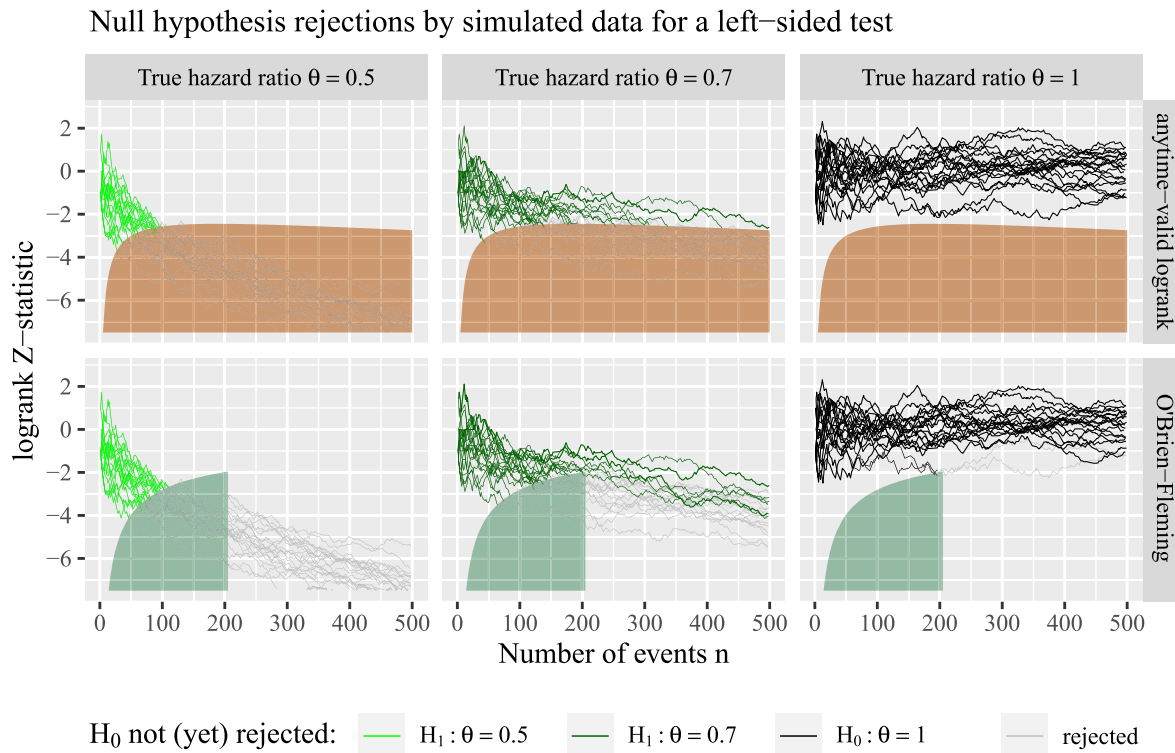 Null hypothesis rejections by simulated data for a left−sided test
True hazard ratio θ = 0.5
True hazard ratio θ = 0.7
True hazard ratio θ = 1
logrank Z−statistic
2
0
−2
−4
−6
anytime−valid logrank
2
0
−2
−4
−6
O'Brien−Fleming
0 100 200 300 400 500
0 100 200 300 400 500
0 100 200 300 400 500
Number of events n
H₀ not (yet) rejected: H₁ : θ = 0.5 H₁ : θ = 0.7 H₀ : θ = 1 rejected